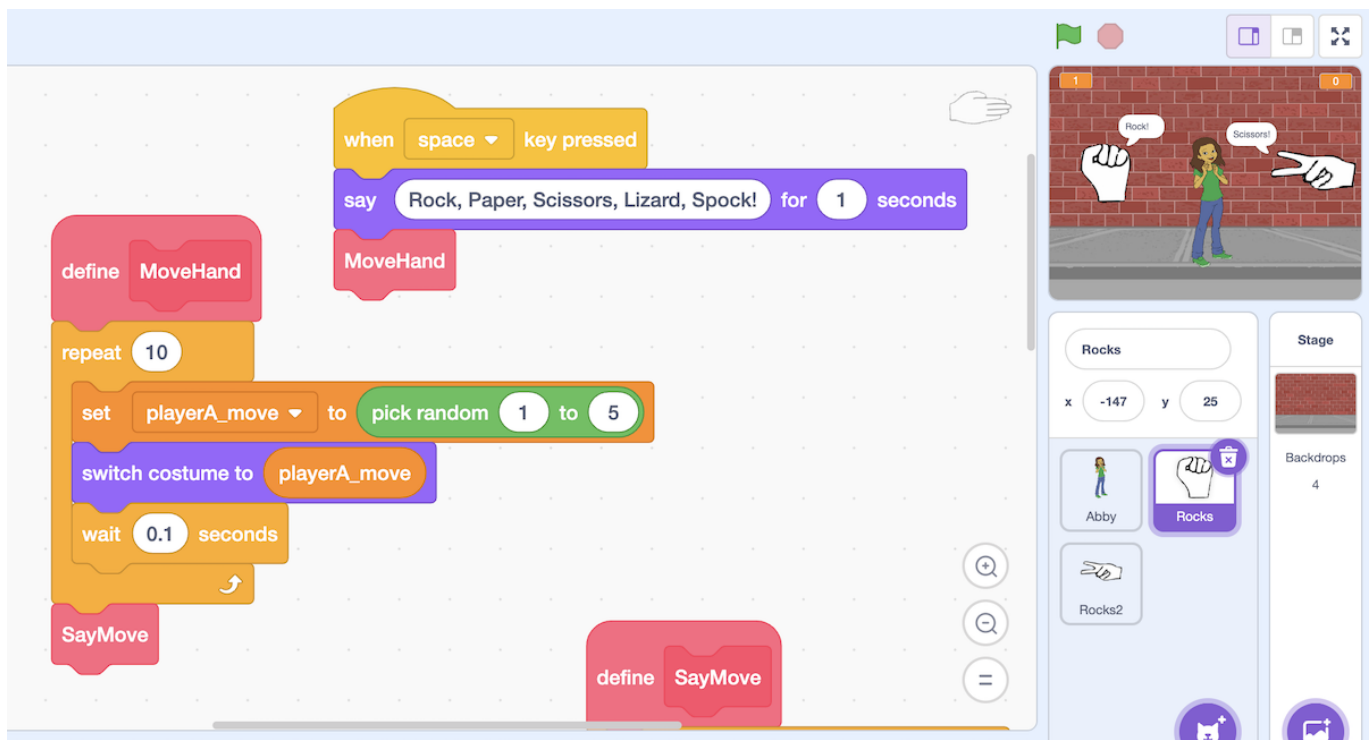 when space key pressed
say Rock, Paper, Scissors, Lizard, Spock! for 1 seconds
MoveHand
define MoveHand
repeat 10
set playerA_move to pick random 1 to 5
switch costume to playerA_move
wait 0.1 seconds
SayMove
define SayMove
1
0
Rock!
Scissors!
Rocks
x -147 y 25
Abby
Rocks
Rocks2
Stage
Backdrops
4